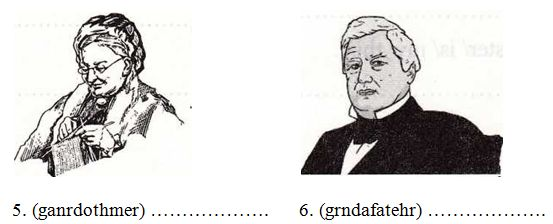 5. (ganrdothmer) ………………… 6. (grndafatehr) …………………